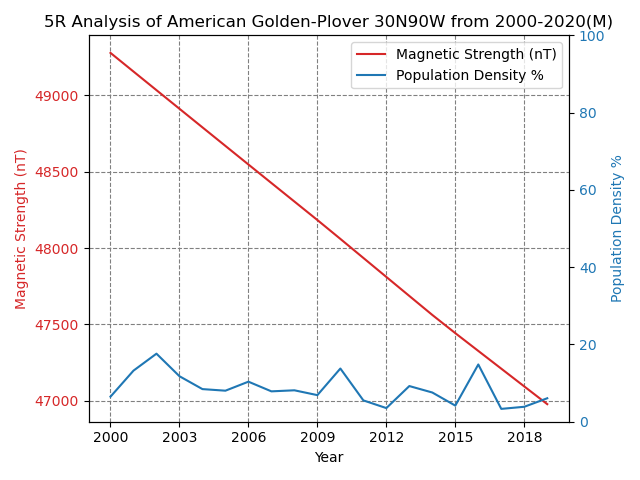 5R Analysis of American Golden-Plover 30N90W from 2000-2020(M)
Magnetic Strength (nT)
Population Density %
49000
48500
48000
47500
47000
Magnetic Strength (nT)
100
80
60
40
20
0
Population Density %
2000 2003 2006 2009 2012 2015 2018
Year